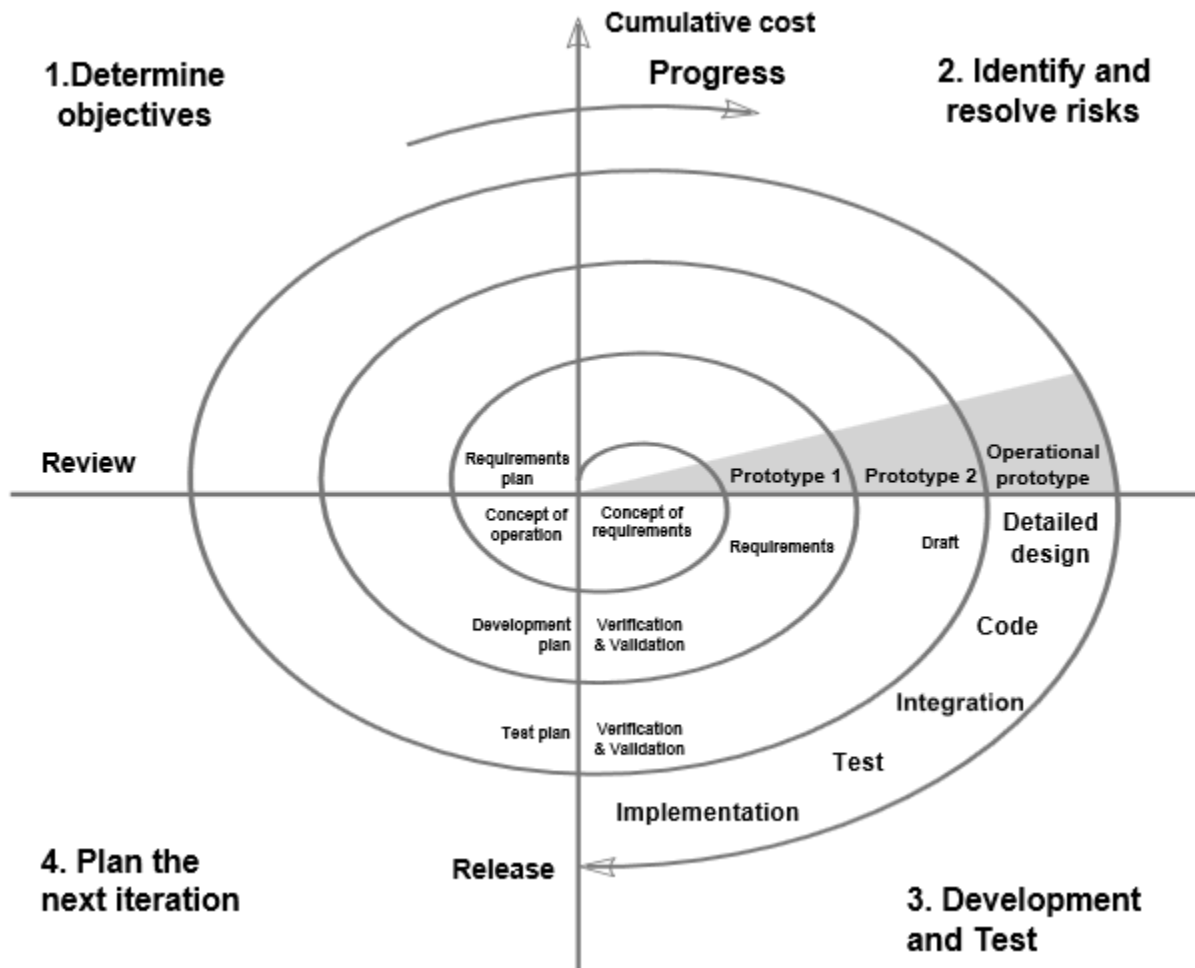 Cumulative cost
1.Determine
objectives
Progress
2. Identify and
resolve risks
Review
Requirements
plan
Prototype 1
Prototype 2
Operational
prototype
Concept of
operation
Concept of
requirements
Requirements
Draft
Detailed
design
Development
plan
Verification
& Validation
Code
Integration
Test plan
Verification
& Validation
Test
Implementation
4. Plan the
next iteration
Release
3. Development
and Test